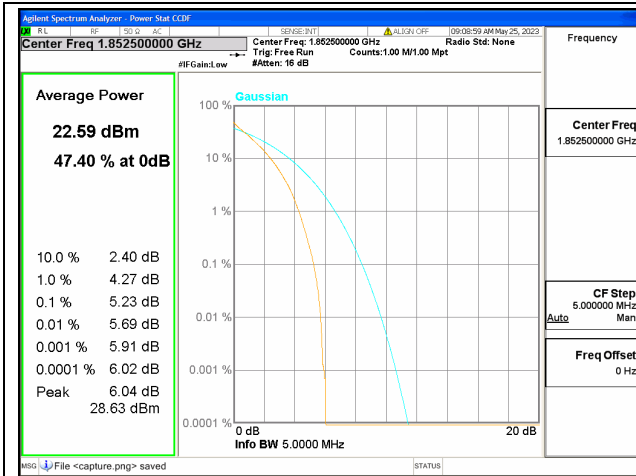 Agilent Spectrum Analyzer - Power Stat CCDF
RL RF 50 Ω AC SENSE:INT ALIGN OFF 09:08:59 AM May 25, 2023
Center Freq 1.852500000 GHz
Center Freq: 1.852500000 GHz Radio Std: None
Trig: Free Run Counts:1.00 M/1.00 Mpt
#IFGain:Low #Atten: 16 dB
Frequency
Average Power
22.59 dBm
47.40 % at 0dB
10.0 % 2.40 dB
1.0 % 4.27 dB
0.1 % 5.23 dB
0.01 % 5.69 dB
0.001 % 5.91 dB
0.0001 % 6.02 dB
Peak 6.04 dB
28.63 dBm
Gaussian
100 %
10 %
1 %
0.1 %
0.01 %
0.001 %
0.0001 %
0 dB 20 dB
Info BW 5.0000 MHz
Center Freq
1.852500000 GHz
CF Step
5.000000 MHz
Auto Man
Freq Offset
0 Hz
MSG File <capture.png> saved STATUS